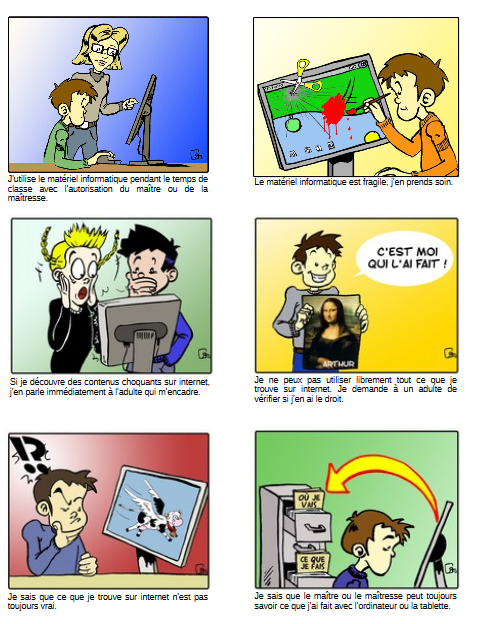 J'utilise le matériel informatique pendant le temps de
classe avec l'autorisation du maître ou de la
maîtresse.
Le matériel informatique est fragile, j'en prends soin.
C'EST MOI
QUI L'AI FAIT !
ARTHUR
Si je découvre des contenus choquants sur internet,
j'en parle immédiatement à l'adulte qui m'encadre.
Je ne peux pas utiliser librement tout ce que je
trouve sur internet. Je demande à un adulte de
vérifier si j'en ai le droit.
!?
Je sais que ce que je trouve sur internet n'est pas
toujours vrai.
OÙ JE
VAIS
CE QUE
JE FAIS
Je sais que le maître ou le maîtresse peut toujours
savoir ce que j'ai fait avec l'ordinateur ou la tablette.